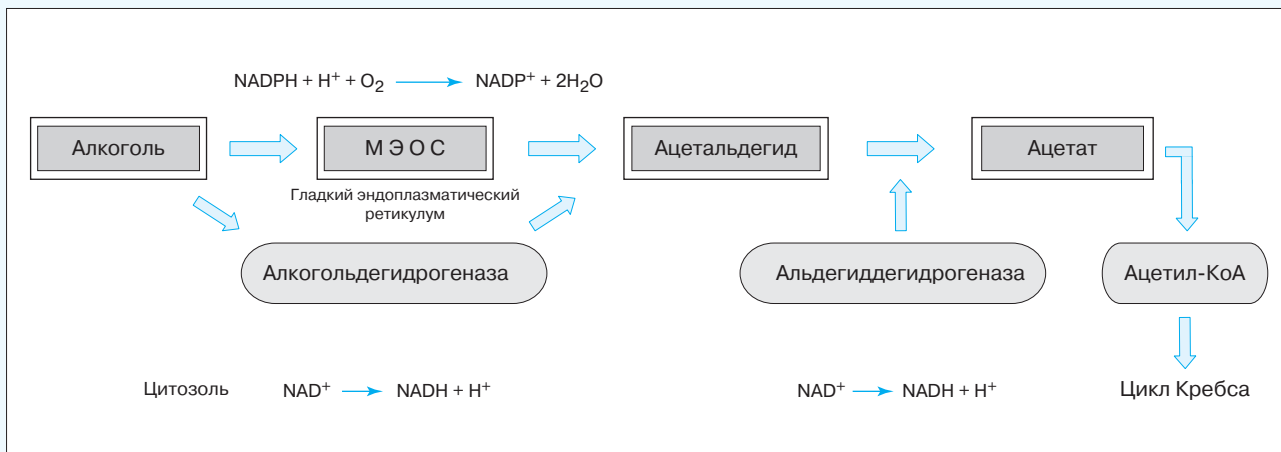 NADPH + H⁺ + O₂ → NADP⁺ + 2H₂O
Алкоголь
М Э О С
Ацетальдегид
Ацетат
Гладкий эндоплазматический
ретикулум
Алкогольдегидрогеназа
Альдегиддегидрогеназа
Ацетил-КоА
Цитозоль
NAD⁺ → NADH + H⁺
NAD⁺ → NADH + H⁺
Цикл Кребса